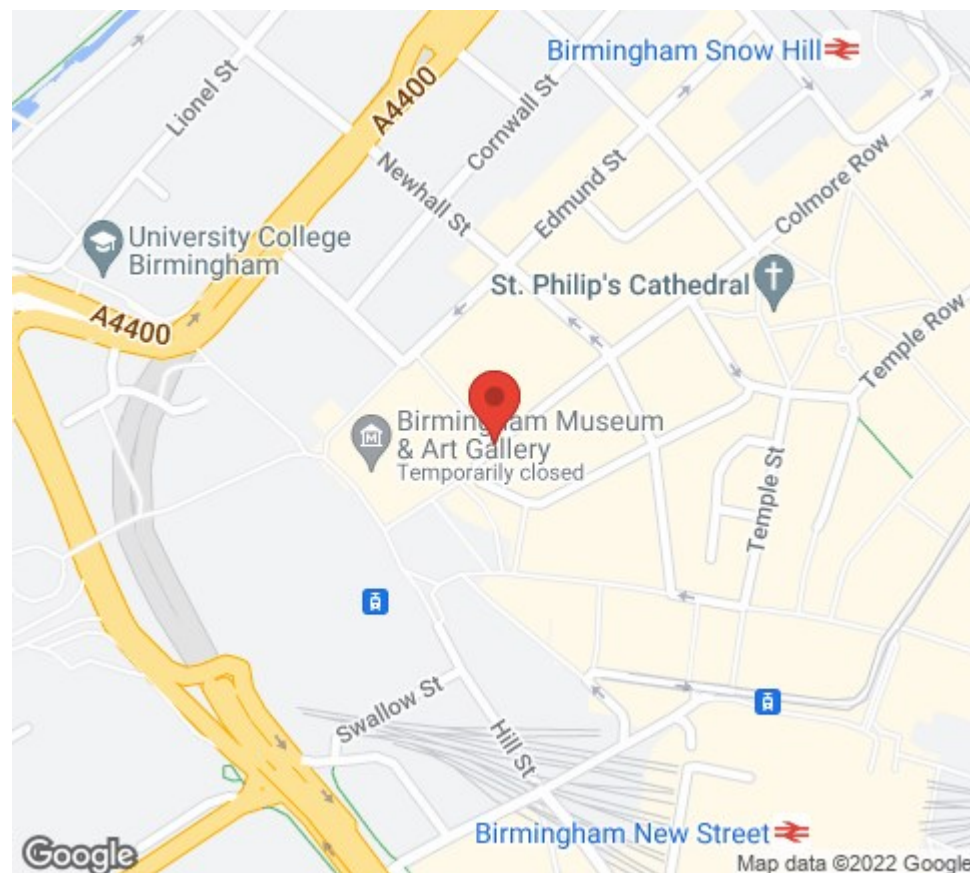 Birmingham Snow Hill
Lionel St
A4400
Cornwall St
Newhall St
Edmund St
Colmore Row
University College
Birmingham
St. Philip's Cathedral
A4400
Temple Row
Birmingham Museum
& Art Gallery
Temporarily closed
Temple St
Swallow St
Hill St
Birmingham New Street
Google
Map data ©2022 Google